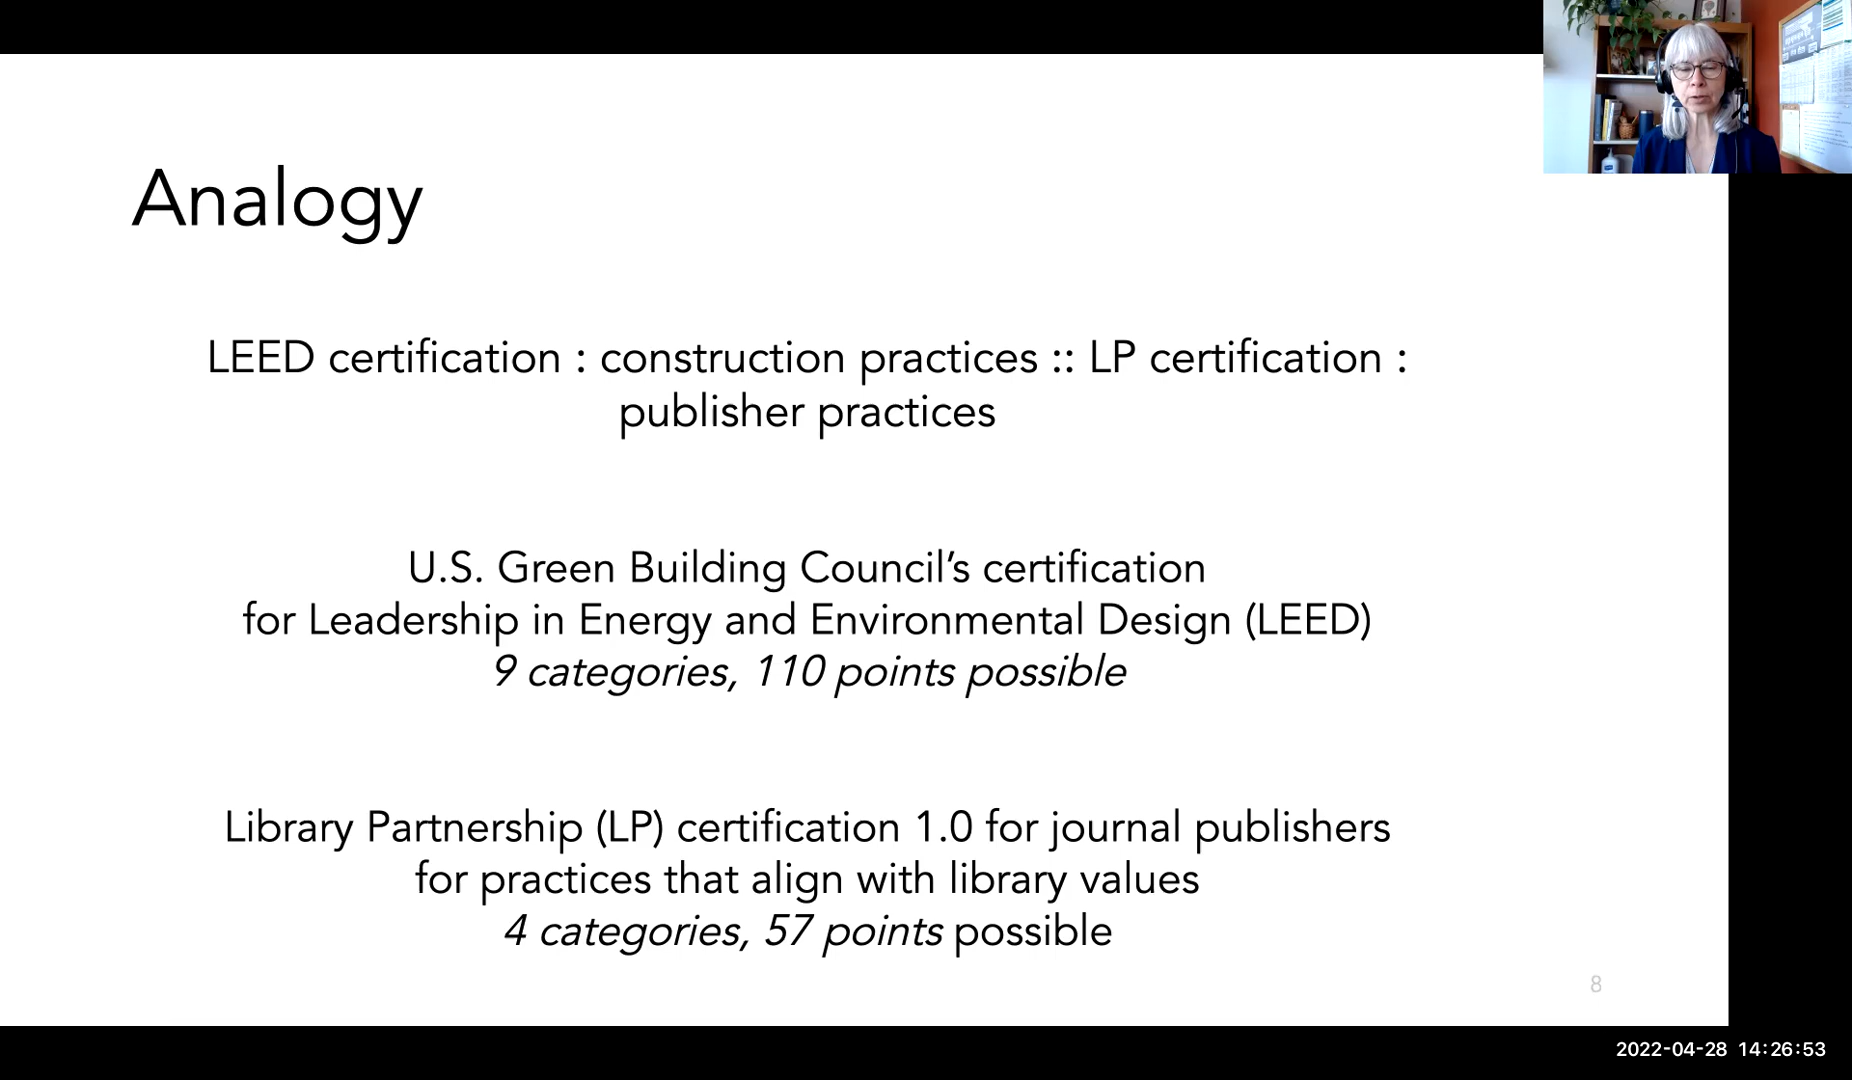 Analogy
LEED certification : construction practices :: LP certification :
publisher practices
U.S. Green Building Council’s certification
for Leadership in Energy and Environmental Design (LEED)
9 categories, 110 points possible
Library Partnership (LP) certification 1.0 for journal publishers
for practices that align with library values
4 categories, 57 points possible
8
2022-04-28 14:26:53